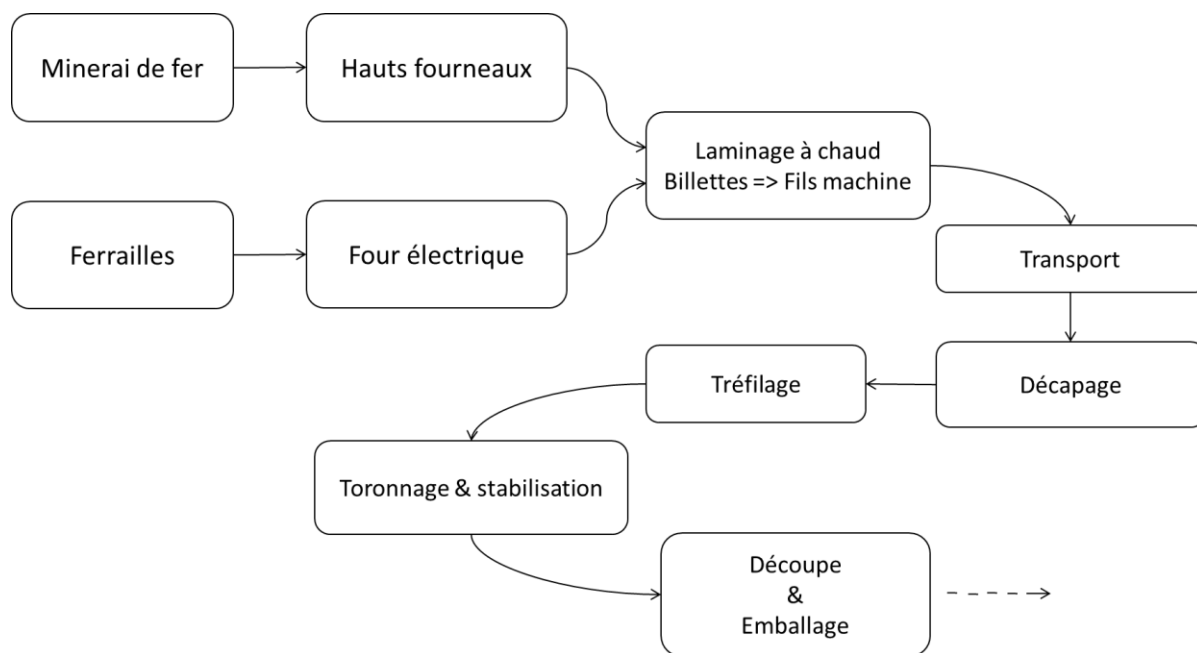 Minerai de fer
Hauts fourneaux
Laminage à chaud
Billettes => Fils machine
Ferrailles
Four électrique
Transport
Décapage
Tréfilage
Toronnage & stabilisation
Découpe
&
Emballage